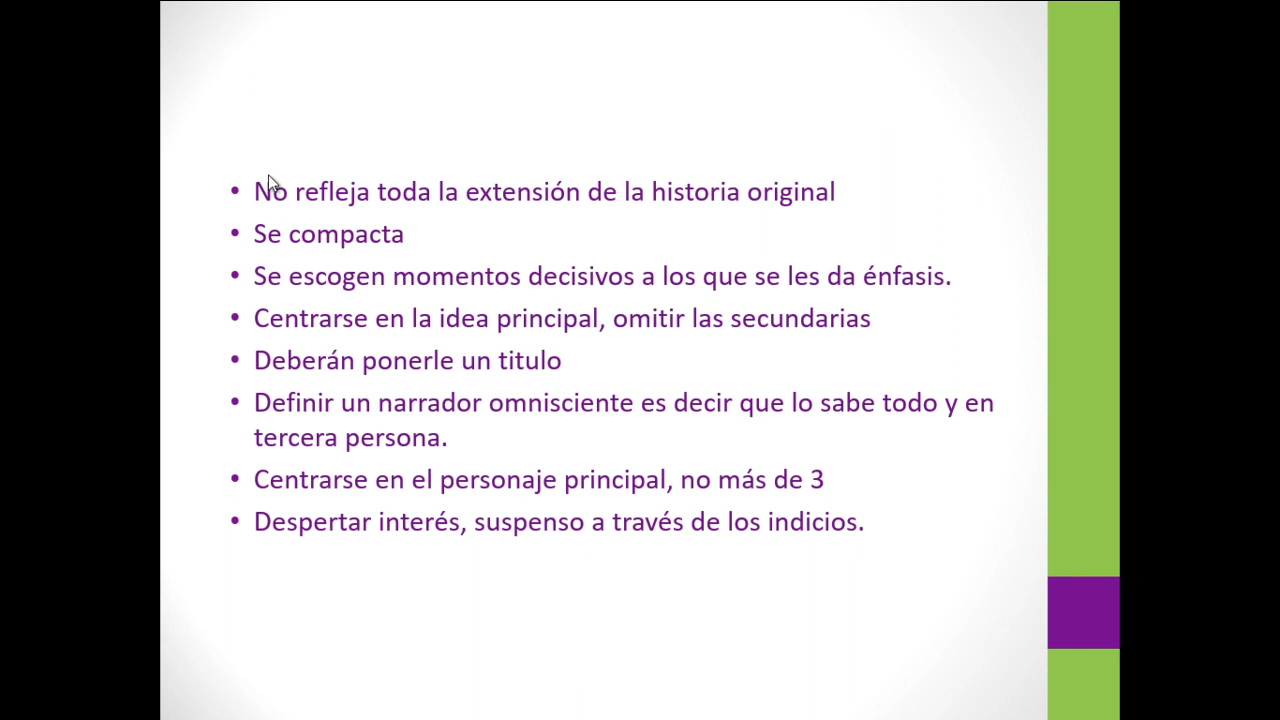 • No refleja toda la extensión de la historia original
• Se compacta
• Se escogen momentos decisivos a los que se les da énfasis.
• Centrarse en la idea principal, omitir las secundarias
• Deberán ponerle un titulo
• Definir un narrador omnisciente es decir que lo sabe todo y en
tercera persona.
• Centrarse en el personaje principal, no más de 3
• Despertar interés, suspenso a través de los indicios.